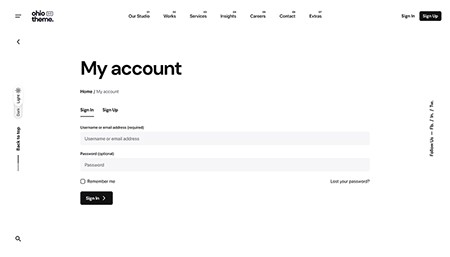 ohio
theme.
Our Studio 01
Works 02
Services 03
Insights 04
Careers 05
Contact 06
Extras 07
Sign In
Sign Up
My account
Home / My account
Sign In Sign Up
Username or email address (required)
Username or email address
Password (optional)
Password
Remember me
Lost your password?
Sign In
Dark Light
Back to top
Follow Us — Fb. / In. / Tw.